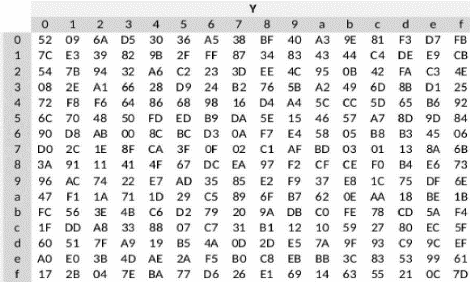 Y
0 1 2 3 4 5 6 7 8 9 a b c d e f
0 52 09 6A D5 30 36 A5 38 BF 40 A3 9E 81 F3 D7 FB
1 7C E3 39 82 9B 2F FF 87 34 83 43 44 C4 DE E9 CB
2 54 7B 94 32 A6 C2 23 3D EE 4C 95 0B 42 FA C3 4E
3 08 2E A1 66 28 D9 24 B2 76 5B A2 49 6D 8B D1 25
4 72 F8 F6 64 86 68 98 16 D4 A4 5C CC 5D 65 B6 92
5 6C 70 48 50 FD ED B9 DA 5E 15 46 57 A7 8D 9D 84
6 90 D8 AB 00 8C BC D3 0A F7 E4 58 05 B8 B3 45 06
7 D0 2C 1E 8F CA 3F 0F 02 C1 AF BD 03 01 13 8A 6B
8 3A 91 11 41 4F 67 DC EA 97 F2 CF CE F0 B4 E6 73
9 96 AC 74 22 E7 AD 35 85 E2 F9 37 E8 1C 75 DF 6E
a 47 F1 1A 71 1D 29 C5 89 6F B7 62 0E AA 18 BE 1B
b FC 56 3E 4B C6 D2 79 20 9A DB C0 FE 78 CD 5A F4
c 1F DD A8 33 88 07 C7 31 B1 12 10 59 27 80 EC 5F
d 60 51 7F A9 19 B5 4A 0D 2D E5 7A 9F 93 C9 9C EF
e A0 E0 3B 4D AE 2A F5 B0 C8 EB BB 3C 83 53 99 61
f 17 2B 04 7E BA 77 D6 26 E1 69 14 63 55 21 0C 7D